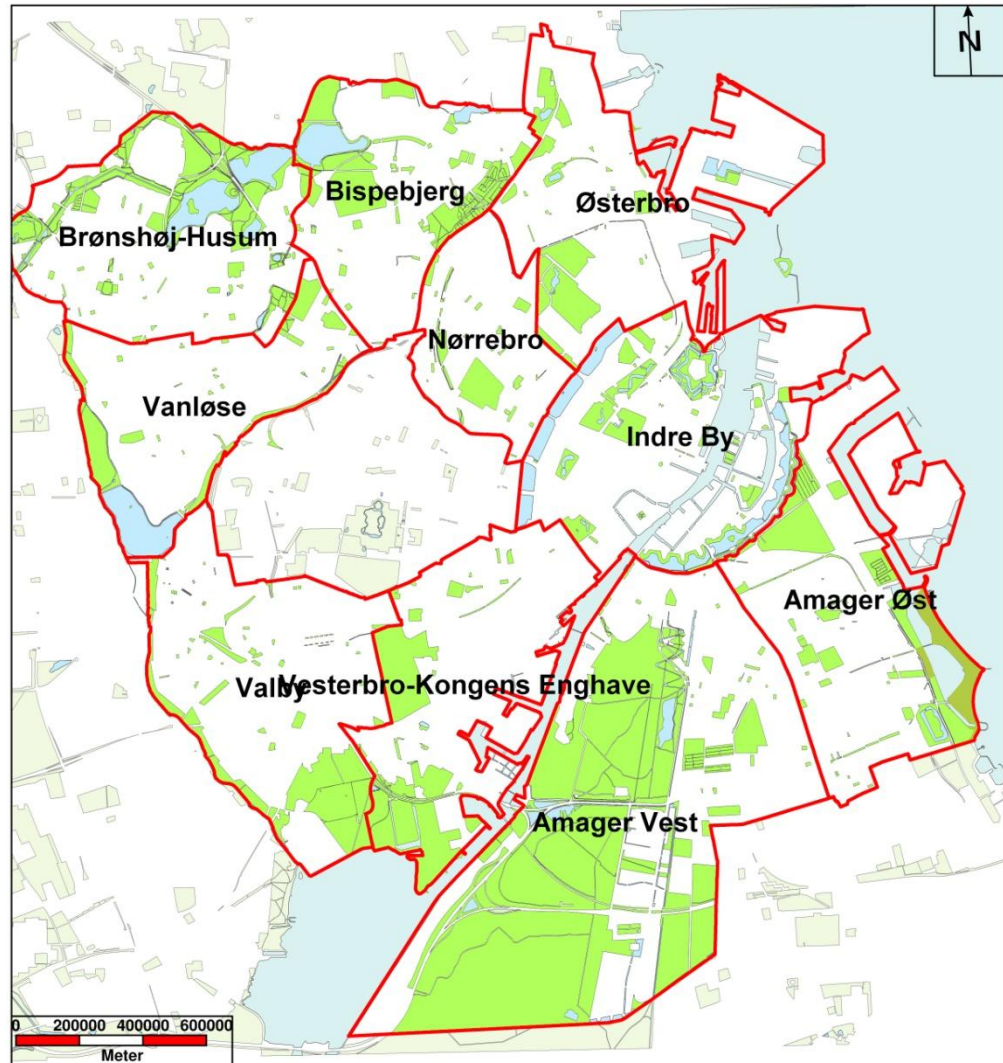 N
Bispebjerg
Østerbro
Brønshøj-Husum
Nørrebro
Vanløse
Indre By
Amager Øst
Valby
Vesterbro-Kongens Enghave
Amager Vest
0 200000 400000 600000
Meter